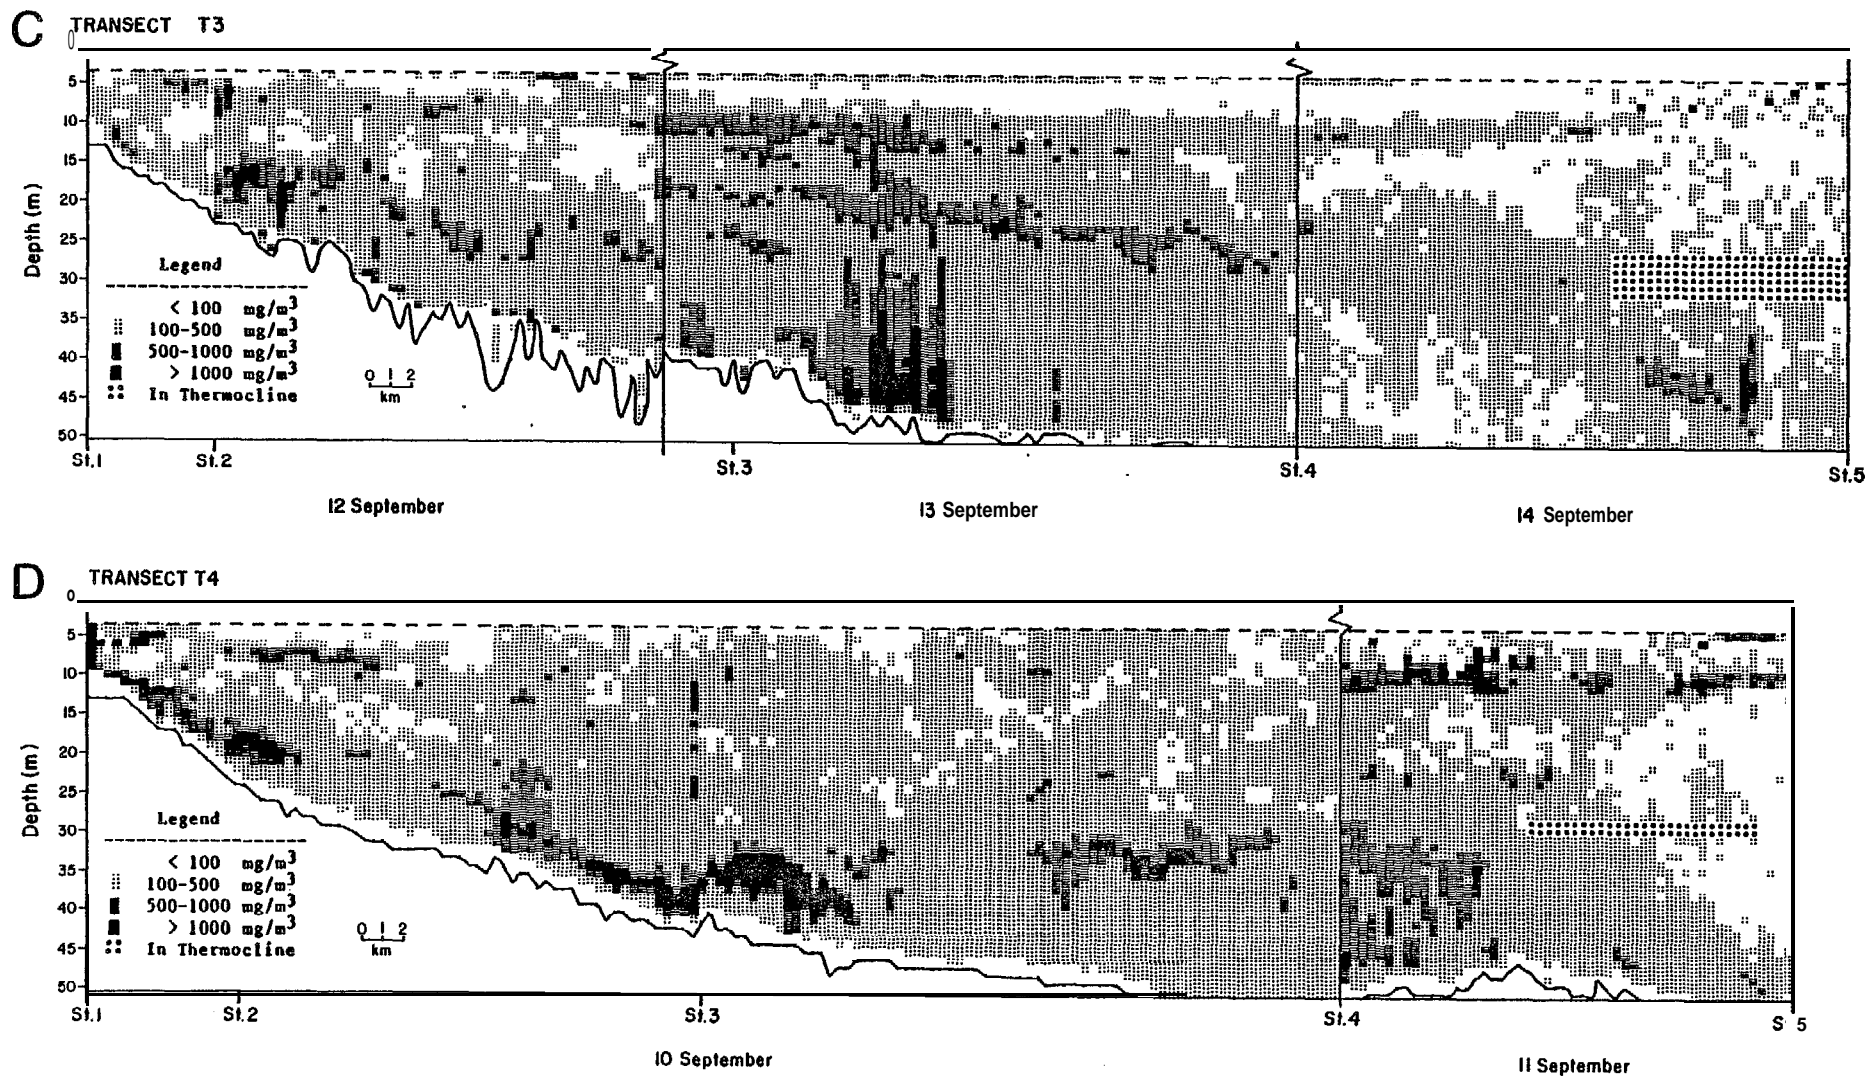 C TRANSECT T3
0
5
10
15
20
25
30
35
40
45
50
Depth (m)
Legend
< 100 mg/m3
100-500 mg/m3
500-1000 mg/m3
> 1000 mg/m3
In Thermocline
0 1 2
km
St.1 St.2 St.3 St.4 St.5
12 September 13 September 14 September
D TRANSECT T4
0
5
10
15
20
25
30
35
40
45
50
Depth (m)
Legend
< 100 mg/m3
100-500 mg/m3
500-1000 mg/m3
> 1000 mg/m3
In Thermocline
0 1 2
km
St.1 St.2 St.3 St.4 S 5
10 September 11 September